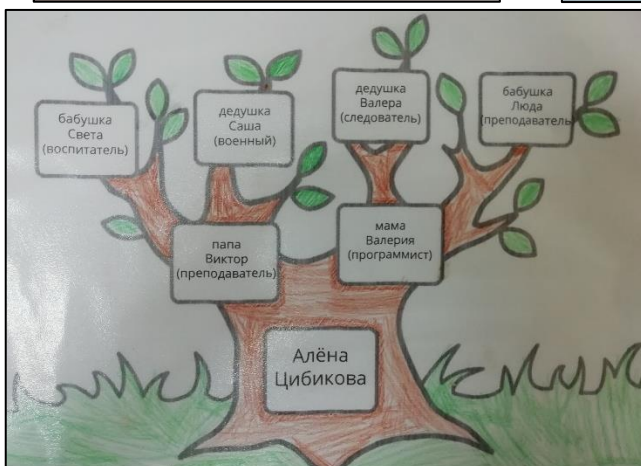 бабушка
Света
(воспитатель)
дедушка
Саша
(военный)
дедушка
Валера
(следователь)
бабушка
Люда
(преподаватель
папа
Виктор
(преподаватель)
мама
Валерия
(программист)
Алёна
Цибикова